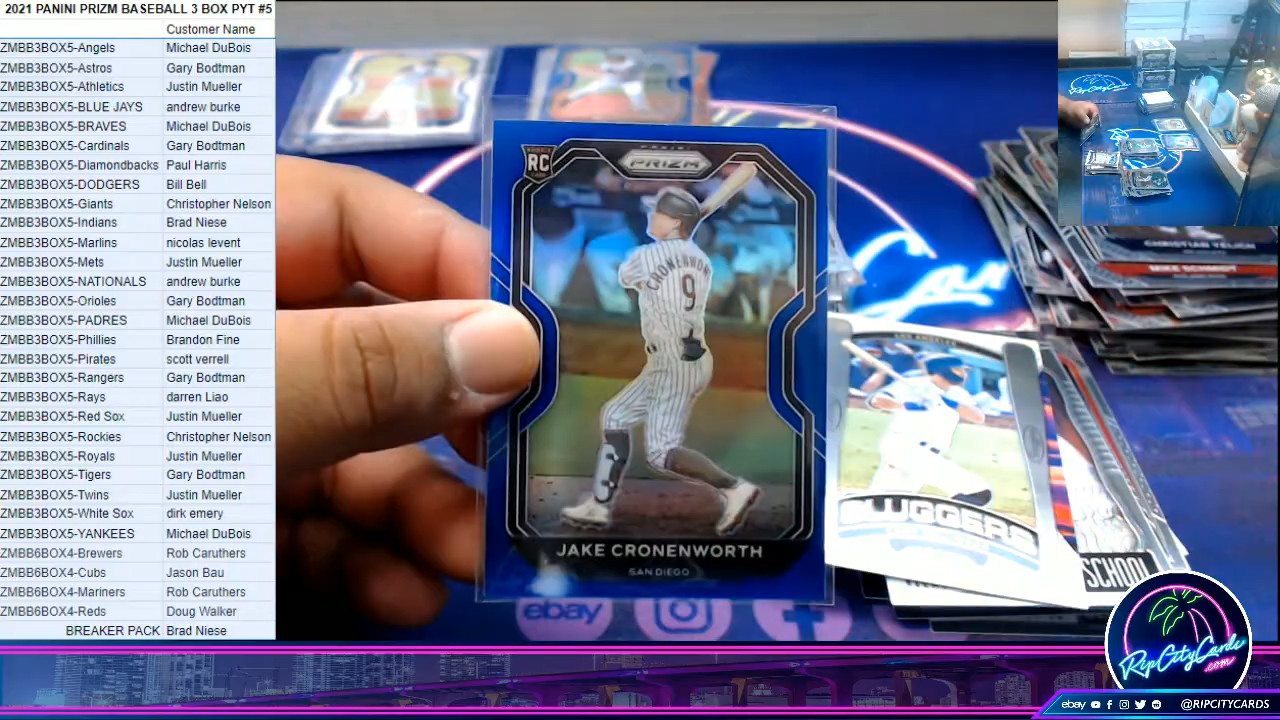 2021 PANINI PRIZM BASEBALL 3 BOX PYT #5
Customer Name
ZMBB3BOX5-Angels Michael DuBois
ZMBB3BOX5-Astros Gary Bodtman
ZMBB3BOX5-Athletics Justin Mueller
ZMBB3BOX5-BLUE JAYS andrew burke
ZMBB3BOX5-BRAVES Michael DuBois
ZMBB3BOX5-Cardinals Gary Bodtman
ZMBB3BOX5-Diamondbacks Paul Harris
ZMBB3BOX5-DODGERS Bill Bell
ZMBB3BOX5-Giants Christopher Nelson
ZMBB3BOX5-Indians Brad Niese
ZMBB3BOX5-Marlins nicolas levent
ZMBB3BOX5-Mets Justin Mueller
ZMBB3BOX5-NATIONALS andrew burke
ZMBB3BOX5-Orioles Gary Bodtman
ZMBB3BOX5-PADRES Michael DuBois
ZMBB3BOX5-Phillies Brandon Fine
ZMBB3BOX5-Pirates scott verrell
ZMBB3BOX5-Rangers Gary Bodtman
ZMBB3BOX5-Rays darren Liao
ZMBB3BOX5-Red Sox Justin Mueller
ZMBB3BOX5-Rockies Christopher Nelson
ZMBB3BOX5-Royals Justin Mueller
ZMBB3BOX5-Tigers Gary Bodtman
ZMBB3BOX5-Twins Justin Mueller
ZMBB3BOX5-White Sox dirk emery
ZMBB3BOX5-YANKEES Michael DuBois
ZMBB6BOX4-Brewers Rob Caruthers
ZMBB6BOX4-Cubs Jason Bau
ZMBB6BOX4-Mariners Rob Caruthers
ZMBB6BOX4-Reds Doug Walker
BREAKER PACK Brad Niese
RC
PANINI
PRIZM
CRONENWORTH
9
JAKE CRONENWORTH
SAN DIEGO
CHRISTIAN YELICH
MIKE SCHMIDT
LOS ANGELES
SLUGGERS
SCHOOL
ebay
RipCityCards
.com
ebay @RIPCITYCARDS